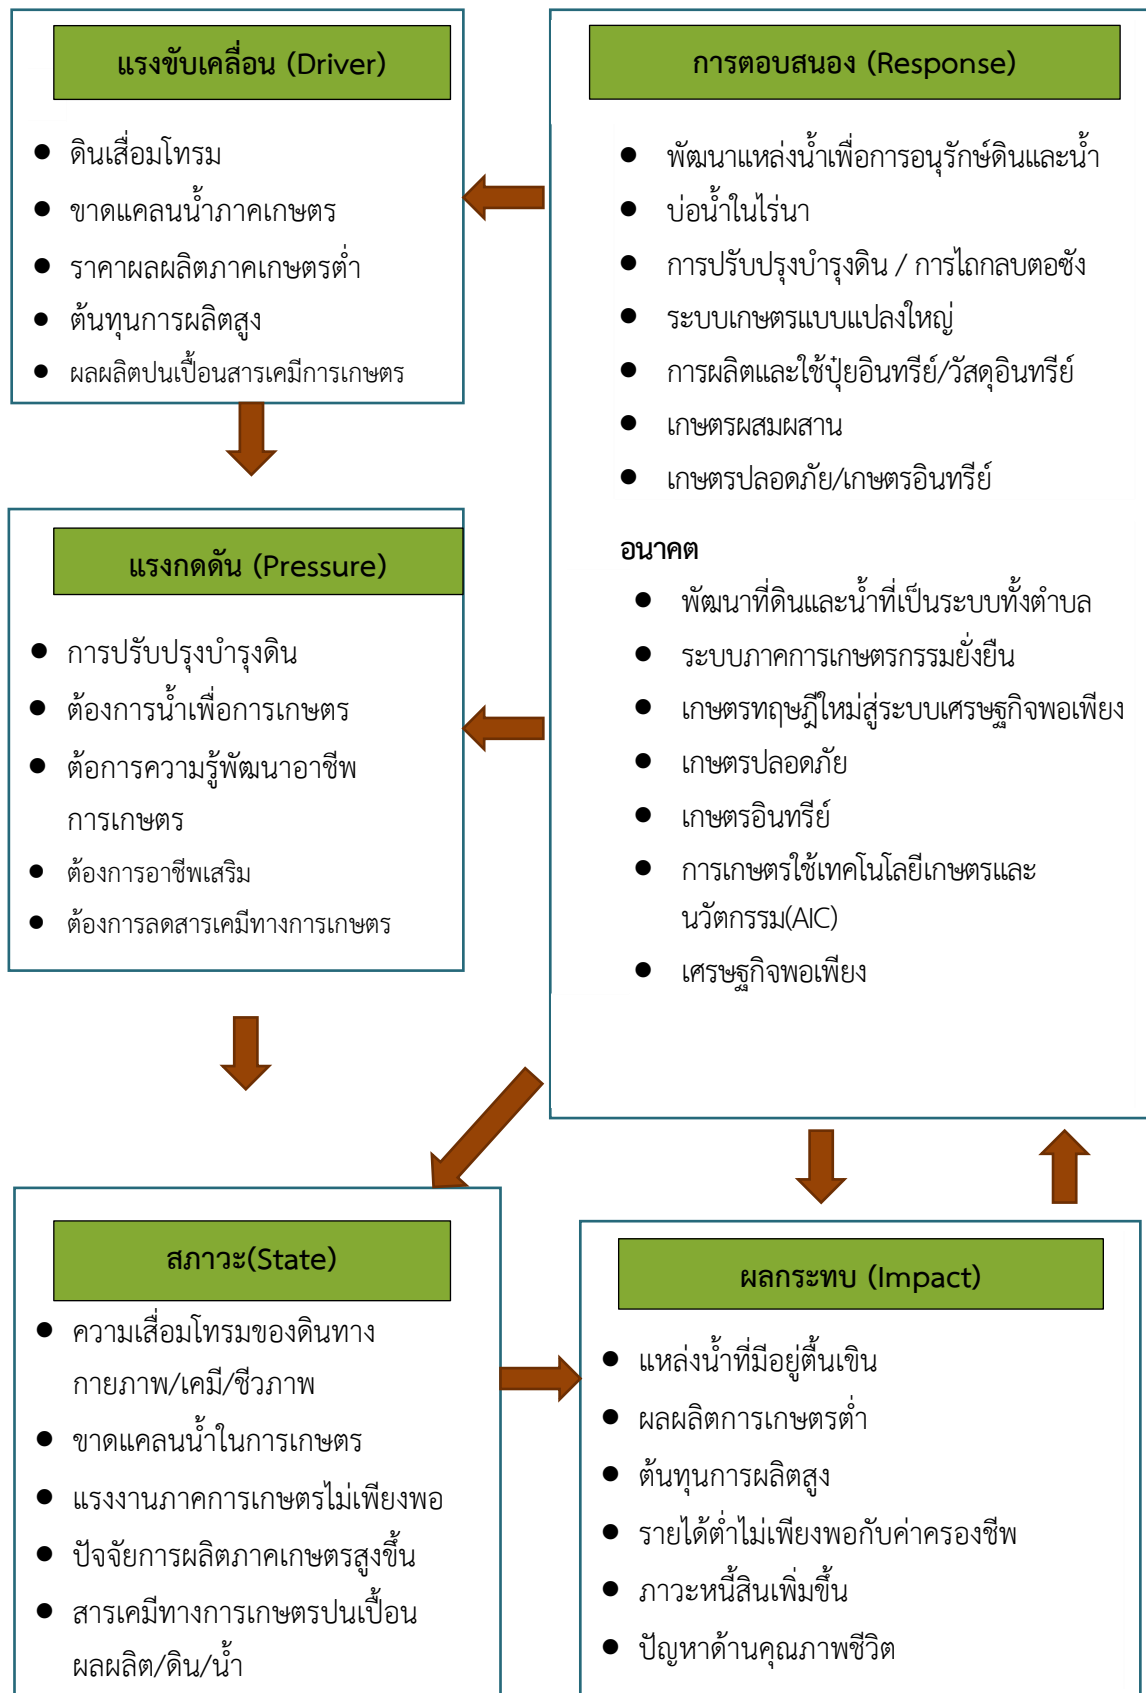 แรงขับเคลื่อน (Driver)
● ดินเสื่อมโทรม
● ขาดแคลนน้ำภาคเกษตร
● ราคาผลผลิตภาคเกษตรต่ำ
● ต้นทุนการผลิตสูง
● ผลผลิตปนเปื้อนสารเคมีการเกษตร
แรงกดดัน (Pressure)
● การปรับปรุงบำรุงดิน
● ต้องการน้ำเพื่อการเกษตร
● ต้อการความรู้พัฒนาอาชีพ
การเกษตร
● ต้องการอาชีพเสริม
● ต้องการลดสารเคมีทางการเกษตร
การตอบสนอง (Response)
● พัฒนาแหล่งน้ำเพื่อการอนุรักษ์ดินและน้ำ
● บ่อน้ำในไร่นา
● การปรับปรุงบำรุงดิน / การไถกลบตอซัง
● ระบบเกษตรแบบแปลงใหญ่
● การผลิตและใช้ปุ๋ยอินทรีย์/วัสดุอินทรีย์
● เกษตรผสมผสาน
● เกษตรปลอดภัย/เกษตรอินทรีย์
อนาคต
● พัฒนาที่ดินและน้ำที่เป็นระบบทั้งตำบล
● ระบบภาคการเกษตรกรรมยั่งยืน
● เกษตรทฤษฎีใหม่สู่ระบบเศรษฐกิจพอเพียง
● เกษตรปลอดภัย
● เกษตรอินทรีย์
● การเกษตรใช้เทคโนโลยีเกษตรและ
นวัตกรรม(AIC)
● เศรษฐกิจพอเพียง
สภาวะ(State)
● ความเสื่อมโทรมของดินทาง
กายภาพ/เคมี/ชีวภาพ
● ขาดแคลนน้ำในการเกษตร
● แรงงานภาคการเกษตรไม่เพียงพอ
● ปัจจัยการผลิตภาคเกษตรสูงขึ้น
● สารเคมีทางการเกษตรปนเปื้อน
ผลผลิต/ดิน/น้ำ
ผลกระทบ (Impact)
● แหล่งน้ำที่มีอยู่ตื้นเขิน
● ผลผลิตการเกษตรต่ำ
● ต้นทุนการผลิตสูง
● รายได้ต่ำไม่เพียงพอกับค่าครองชีพ
● ภาวะหนี้สินเพิ่มขึ้น
● ปัญหาด้านคุณภาพชีวิต